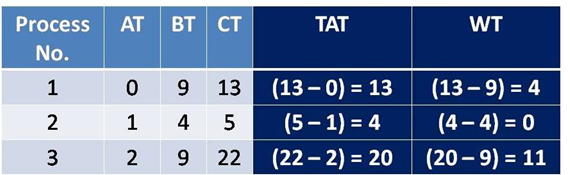 Process No. AT BT CT TAT WT
1 0 9 13 (13 – 0) = 13 (13 – 9) = 4
2 1 4 5 (5 – 1) = 4 (4 – 4) = 0
3 2 9 22 (22 – 2) = 20 (20 – 9) = 11